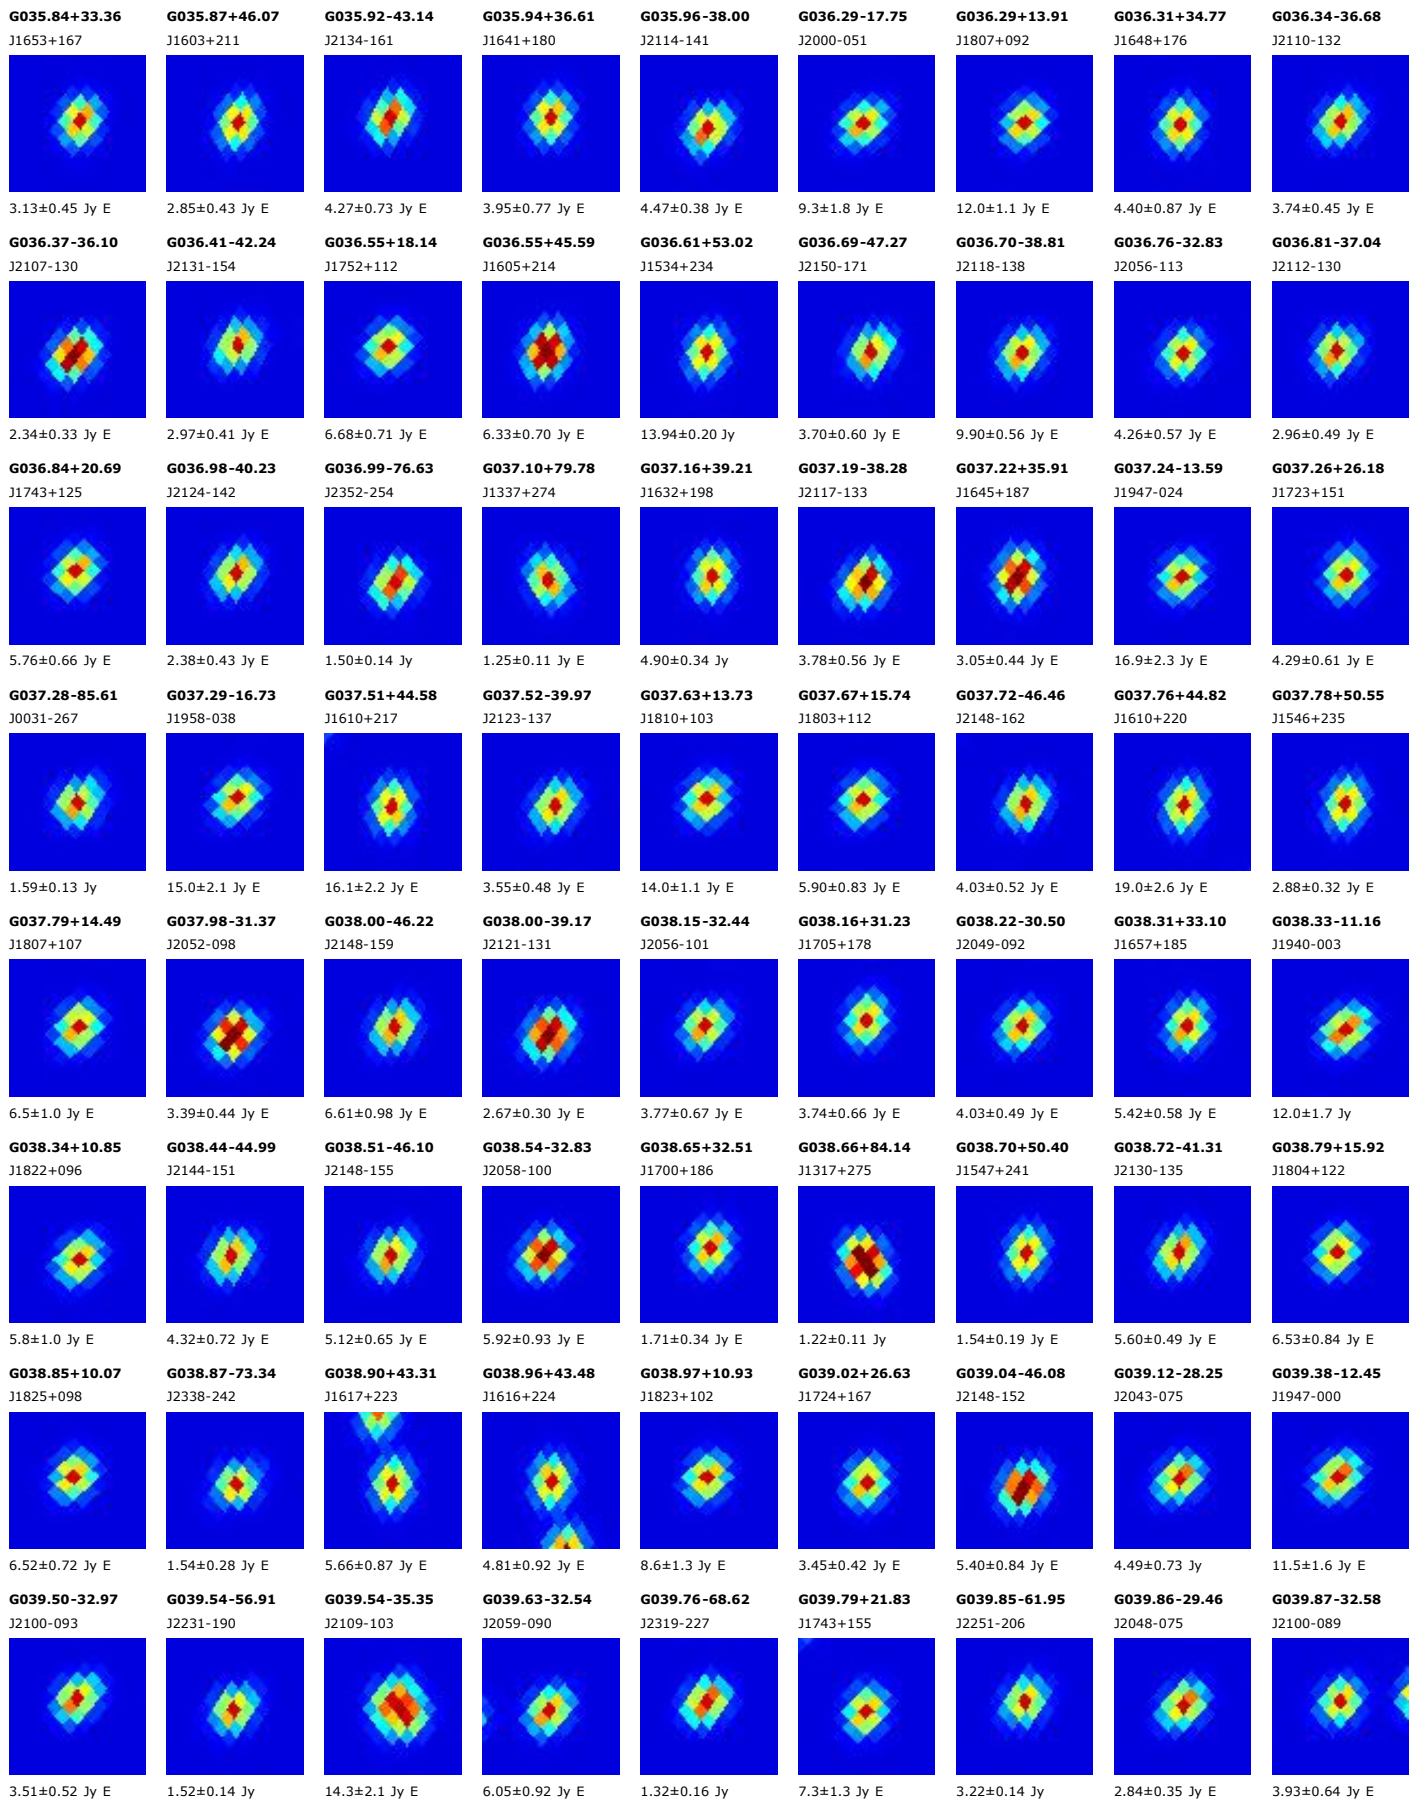 G035.84+33.36 G035.87+46.07 G035.92-43.14 G035.94+36.61 G035.96-38.00 G036.29-17.75 G036.29+13.91 G036.31+34.77 G036.34-36.68
J1653+167 J1603+211 J2134-161 J1641+180 J2114-141 J2000-051 J1807+092 J1648+176 J2110-132
3.13±0.45 Jy E 2.85±0.43 Jy E 4.27±0.73 Jy E 3.95±0.77 Jy E 4.47±0.38 Jy E 9.3±1.8 Jy E 12.0±1.1 Jy E 4.40±0.87 Jy E 3.74±0.45 Jy E
G036.37-36.10 G036.41-42.24 G036.55+18.14 G036.55+45.59 G036.61+53.02 G036.69-47.27 G036.70-38.81 G036.76-32.83 G036.81-37.04
J2107-130 J2131-154 J1752+112 J1605+214 J1534+234 J2150-171 J2118-138 J2056-113 J2112-130
2.34±0.33 Jy E 2.97±0.41 Jy E 6.68±0.71 Jy E 6.33±0.70 Jy E 13.94±0.20 Jy 3.70±0.60 Jy E 9.90±0.56 Jy E 4.26±0.57 Jy E 2.96±0.49 Jy E
G036.84+20.69 G036.98-40.23 G036.99-76.63 G037.10+79.78 G037.16+39.21 G037.19-38.28 G037.22+35.91 G037.24-13.59 G037.26+26.18
J1743+125 J2124-142 J2352-254 J1337+274 J1632+198 J2117-133 J1645+187 J1947-024 J1723+151
5.76±0.66 Jy E 2.38±0.43 Jy E 1.50±0.14 Jy 1.25±0.11 Jy E 4.90±0.34 Jy 3.78±0.56 Jy E 3.05±0.44 Jy E 16.9±2.3 Jy E 4.29±0.61 Jy E
G037.28-85.61 G037.29-16.73 G037.51+44.58 G037.52-39.97 G037.63+13.73 G037.67+15.74 G037.72-46.46 G037.76+44.82 G037.78+50.55
J0031-267 J1958-038 J1610+217 J2123-137 J1810+103 J1803+112 J2148-162 J1610+220 J1546+235
1.59±0.13 Jy 15.0±2.1 Jy E 16.1±2.2 Jy E 3.55±0.48 Jy E 14.0±1.1 Jy E 5.90±0.83 Jy E 4.03±0.52 Jy E 19.0±2.6 Jy E 2.88±0.32 Jy E
G037.79+14.49 G037.98-31.37 G038.00-46.22 G038.00-39.17 G038.15-32.44 G038.16+31.23 G038.22-30.50 G038.31+33.10 G038.33-11.16
J1807+107 J2052-098 J2148-159 J2121-131 J2056-101 J1705+178 J2049-092 J1657+185 J1940-003
6.5±1.0 Jy E 3.39±0.44 Jy E 6.61±0.98 Jy E 2.67±0.30 Jy E 3.77±0.67 Jy E 3.74±0.66 Jy E 4.03±0.49 Jy E 5.42±0.58 Jy E 12.0±1.7 Jy
G038.34+10.85 G038.44-44.99 G038.51-46.10 G038.54-32.83 G038.65+32.51 G038.66+84.14 G038.70+50.40 G038.72-41.31 G038.79+15.92
J1822+096 J2144-151 J2148-155 J2058-100 J1700+186 J1317+275 J1547+241 J2130-135 J1804+122
5.8±1.0 Jy E 4.32±0.72 Jy E 5.12±0.65 Jy E 5.92±0.93 Jy E 1.71±0.34 Jy E 1.22±0.11 Jy 1.54±0.19 Jy E 5.60±0.49 Jy E 6.53±0.84 Jy E
G038.85+10.07 G038.87-73.34 G038.90+43.31 G038.96+43.48 G038.97+10.93 G039.02+26.63 G039.04-46.08 G039.12-28.25 G039.38-12.45
J1825+098 J2338-242 J1617+223 J1616+224 J1823+102 J1724+167 J2148-152 J2043-075 J1947-000
6.52±0.72 Jy E 1.54±0.28 Jy E 5.66±0.87 Jy E 4.81±0.92 Jy E 8.6±1.3 Jy E 3.45±0.42 Jy E 5.40±0.84 Jy E 4.49±0.73 Jy 11.5±1.6 Jy E
G039.50-32.97 G039.54-56.91 G039.54-35.35 G039.63-32.54 G039.76-68.62 G039.79+21.83 G039.85-61.95 G039.86-29.46 G039.87-32.58
J2100-093 J2231-190 J2109-103 J2059-090 J2319-227 J1743+155 J2251-206 J2048-075 J2100-089
3.51±0.52 Jy E 1.52±0.14 Jy 14.3±2.1 Jy E 6.05±0.92 Jy E 1.32±0.16 Jy 7.3±1.3 Jy E 3.22±0.14 Jy 2.84±0.35 Jy E 3.93±0.64 Jy E